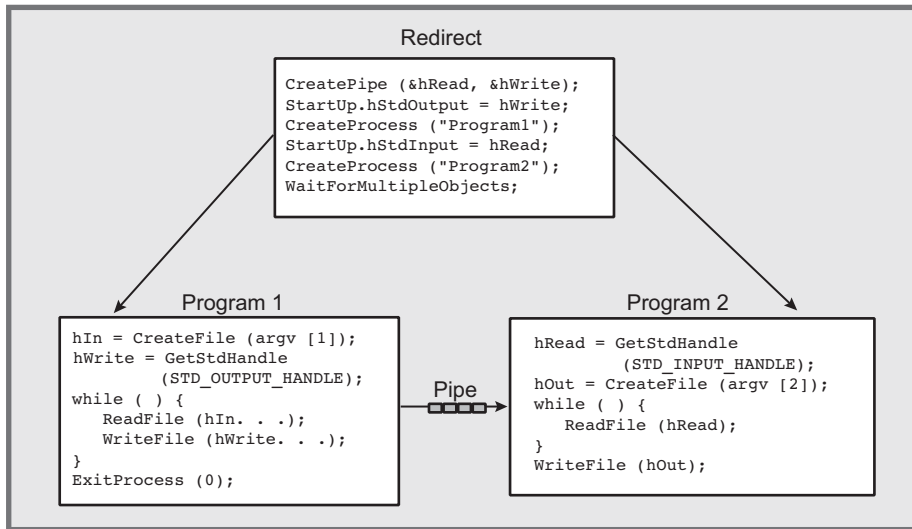 Redirect
CreatePipe (&hRead, &hWrite);
StartUp.hStdOutput = hWrite;
CreateProcess ("Program1");
StartUp.hStdInput = hRead;
CreateProcess ("Program2");
WaitForMultipleObjects;
Program 1
hIn = CreateFile (argv [1]);
hWrite = GetStdHandle
(STD_OUTPUT_HANDLE);
while ( ) {
ReadFile (hIn. . .);
WriteFile (hWrite. . .);
}
ExitProcess (0);
Pipe
Program 2
hRead = GetStdHandle
(STD_INPUT_HANDLE);
hOut = CreateFile (argv [2]);
while ( ) {
ReadFile (hRead);
}
WriteFile (hOut);